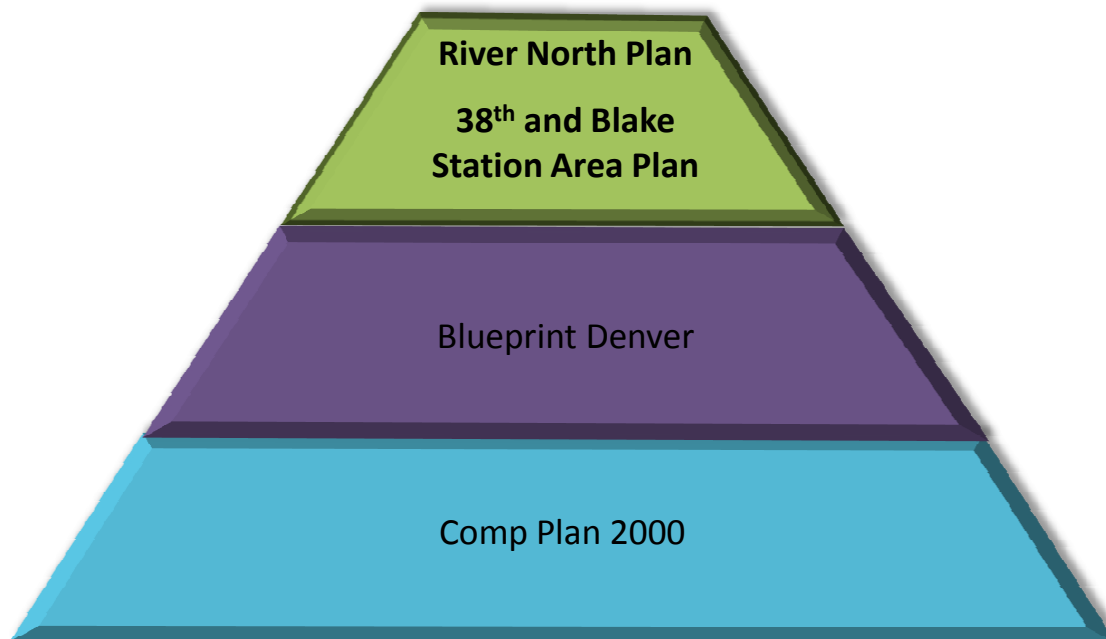 River North Plan
38th and Blake
Station Area Plan
Blueprint Denver
Comp Plan 2000